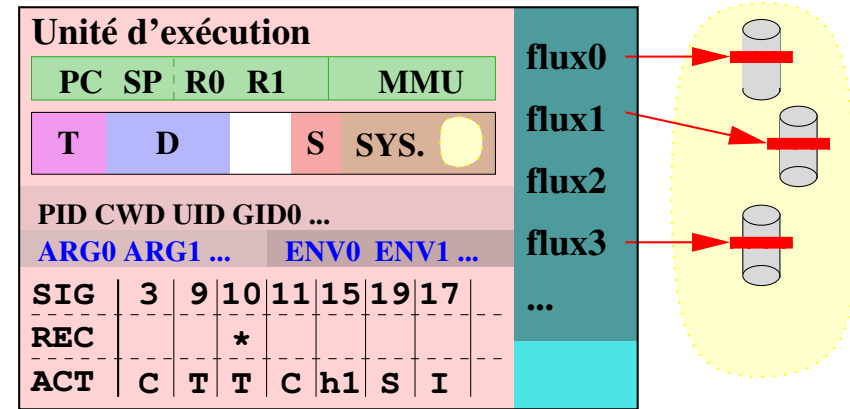 Unité d'exécution
PC SP R0 R1 MMU
T D S SYS.
PID CWD UID GID0 ...
ARG0 ARG1 ... ENV0 ENV1 ...
SIG 3 9 10 11 15 19 17
REC *
ACT C T T C h1 S I
flux0
flux1
flux2
flux3
...